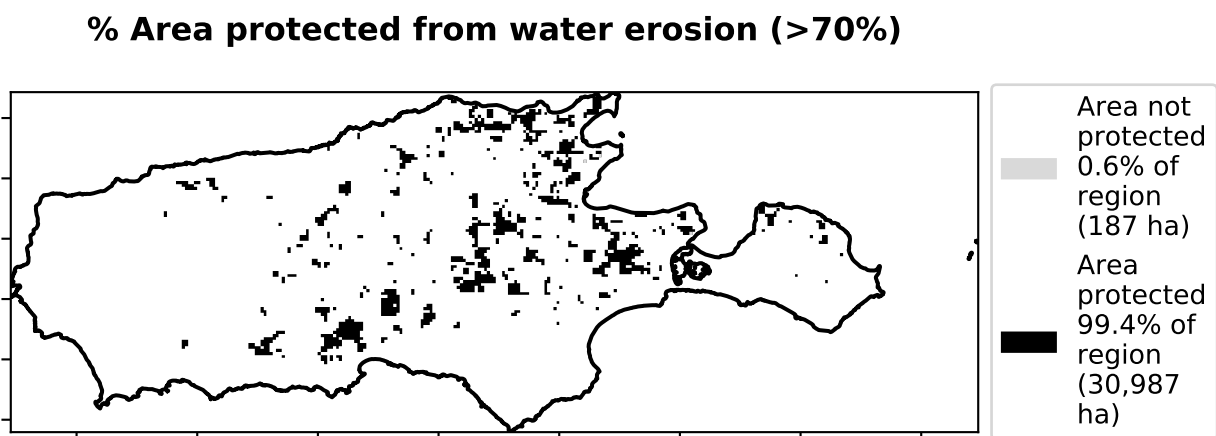 % Area protected from water erosion (>70%)
Area not
protected
0.6% of
region
(187 ha)
Area
protected
99.4% of
region
(30,987
ha)